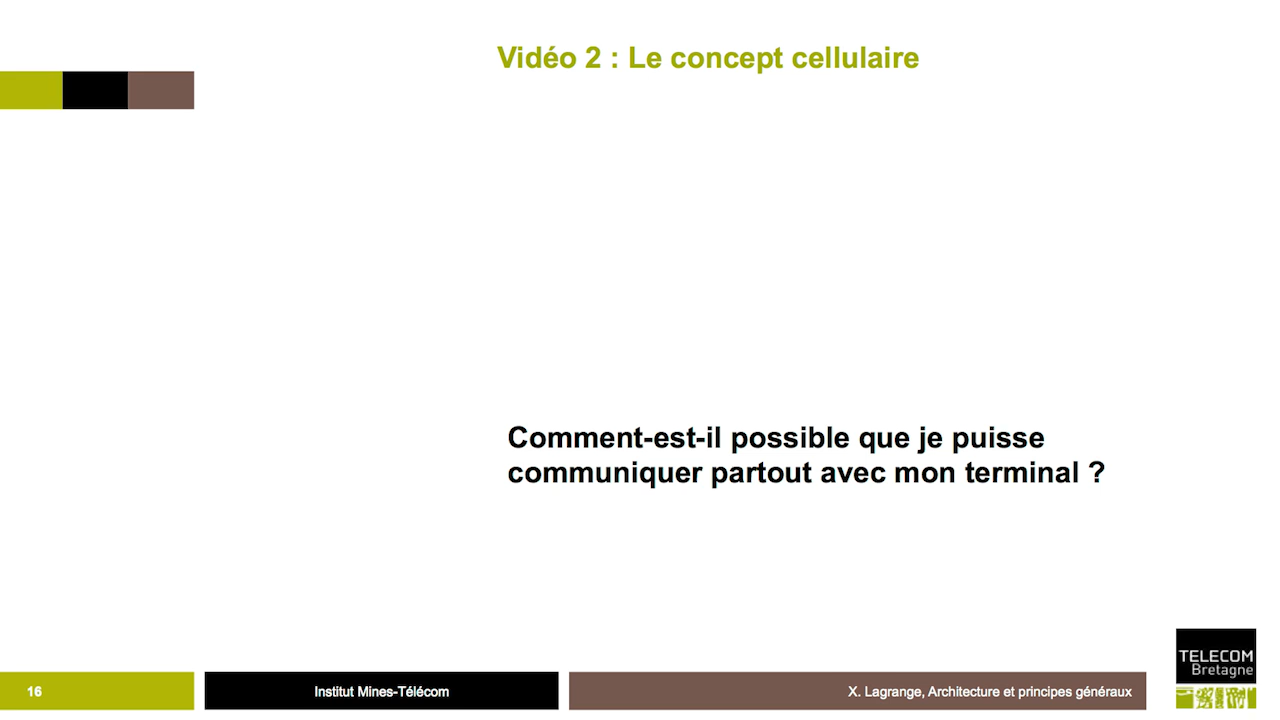 Vidéo 2 : Le concept cellulaire
Comment-est-il possible que je puisse
communiquer partout avec mon terminal ?
TELECOM
Bretagne
16
Institut Mines-Télécom
X. Lagrange, Architecture et principes généraux